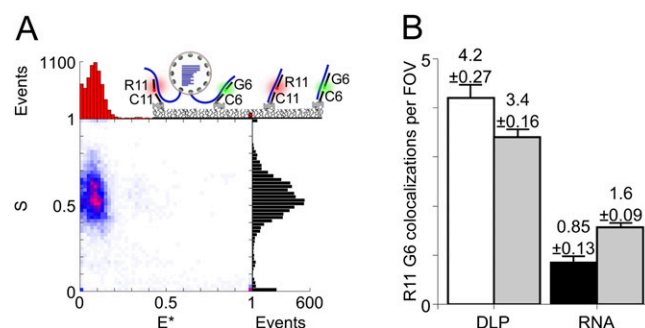 A
B
Events
1100
R11
C11
G6
C6
R11
C11
G6
C6
1
S
0.5
0
0
0.5
1
600
E*
Events
R11 G6 colocalizations per FOV
5
0
4.2
±0.27
3.4
±0.16
0.85
±0.13
1.6
±0.09
DLP
RNA